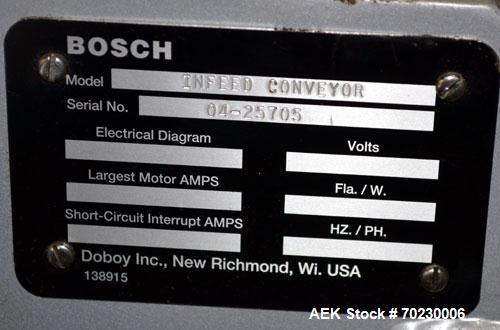 BOSCH
Model INFEED CONVEYOR
Serial No. 04-25705
Electrical Diagram
Volts
Largest Motor AMPS
Fla. / W.
Short-Circuit Interrupt AMPS
HZ. / PH.
Doboy Inc., New Richmond, Wi. USA
138915
AEK Stock # 70230006